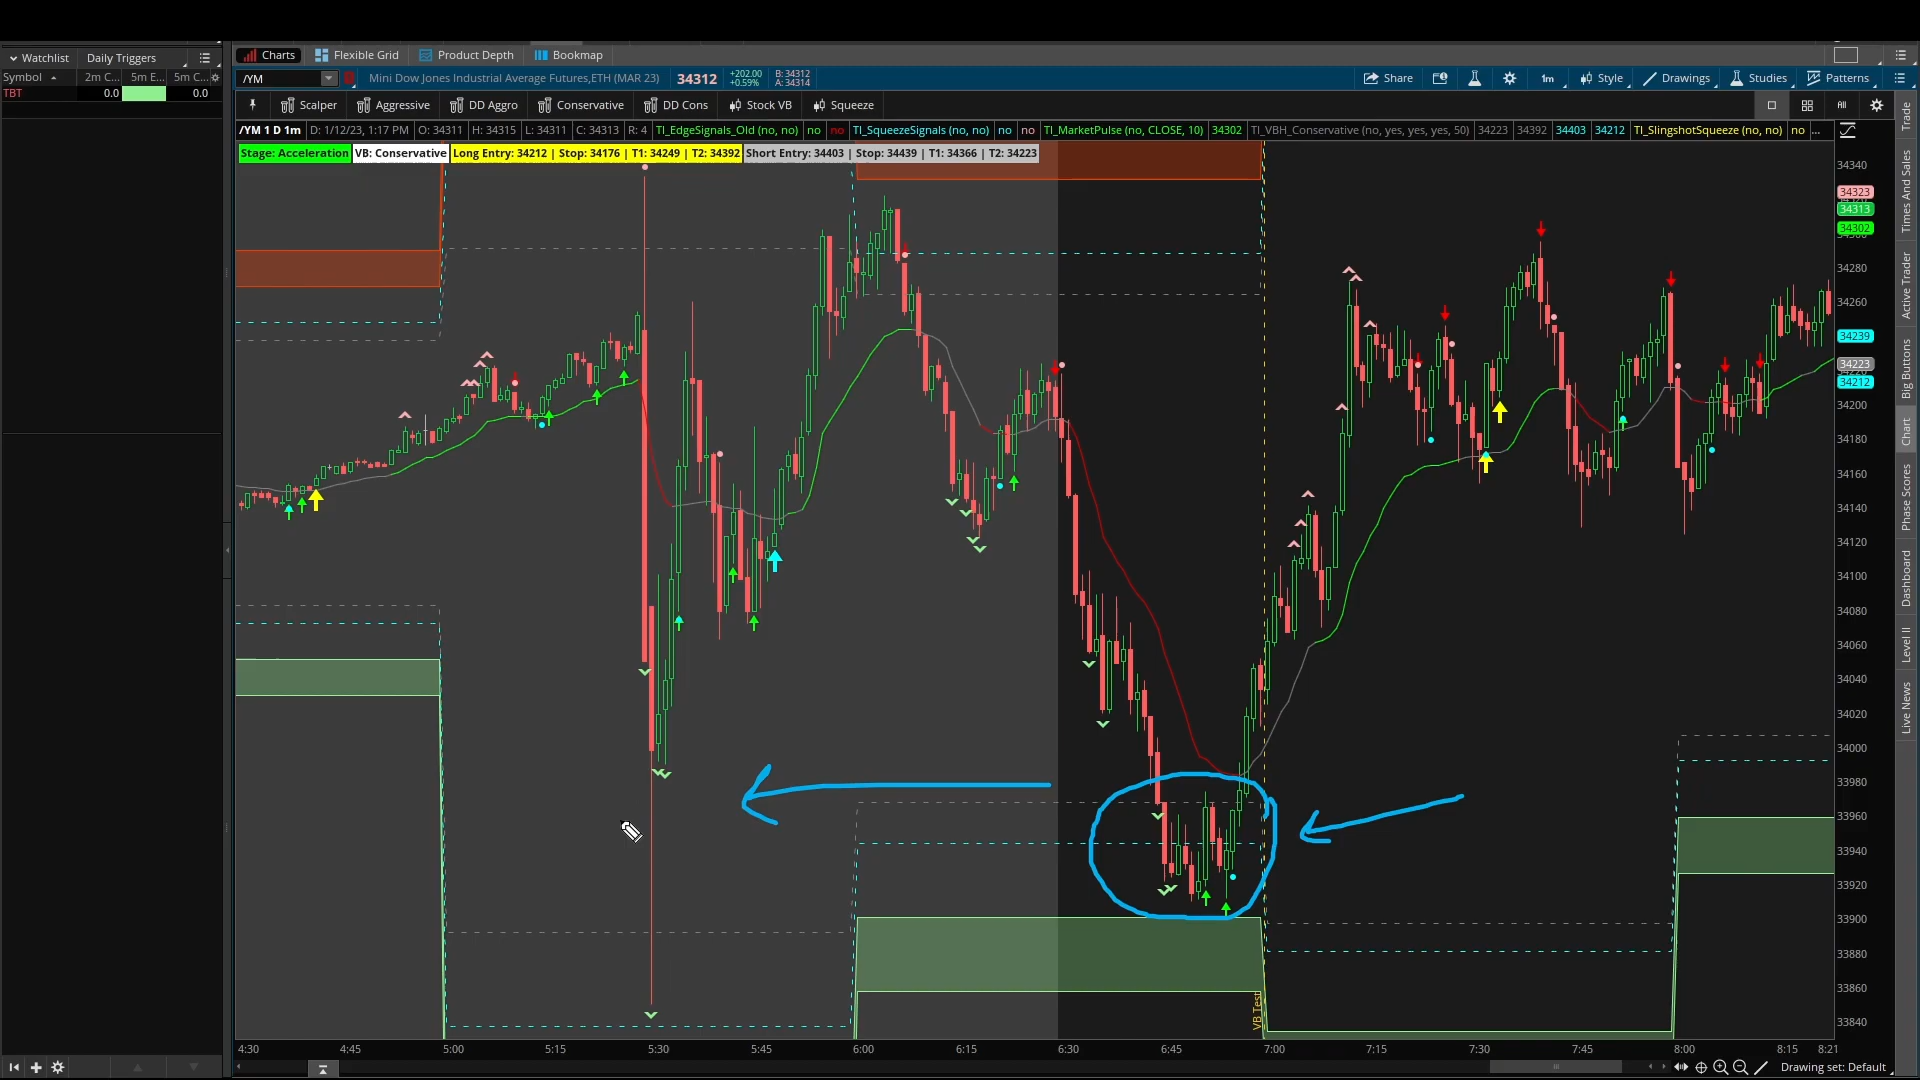 Watchlist
Daily Triggers
Symbol
2m C...
5m E...
5m C...
TBT
0.0
0.0
Charts
Flexible Grid
Product Depth
Bookmap
/YM
Mini Dow Jones Industrial Average Futures,ETH (MAR 23)
34312
+202.00
+0.59%
B: 34312
A: 34314
Share
1m
Style
Drawings
Studies
Patterns
Scalper
Aggressive
DD Aggro
Conservative
DD Cons
Stock VB
Squeeze
/YM 1 D 1m
D: 1/12/23, 1:17 PM
O: 34311
H: 34315
L: 34311
C: 34313
R: 4
TI_EdgeSignals_Old (no, no)
no
no
TI_SqueezeSignals (no, no)
no
no
TI_MarketPulse (no, CLOSE, 10)
34302
TI_VBH_Conservative (no, yes, yes, yes, 50)
34223
34392
34403
34212
TI_SlingshotSqueeze (no, no)
no
...
Stage: Acceleration
VB: Conservative
Long Entry: 34212 | Stop: 34176 | T1: 34249 | T2: 34392
Short Entry: 34403 | Stop: 34439 | T1: 34366 | T2: 34223
34340
34323
34313
34302
34280
34260
34239
34223
34212
34200
34180
34160
34140
34120
34100
34080
34060
34040
34020
34000
33980
33960
33940
33920
33900
33880
33860
33840
VB Test
4:30
4:45
5:00
5:15
5:30
5:45
6:00
6:15
6:30
6:45
7:00
7:15
7:30
7:45
8:00
8:15
8:21
Drawing set: Default
Trade
Times And Sales
Active Trader
Big Buttons
Chart
Phase Scores
Dashboard
Level II
Live News